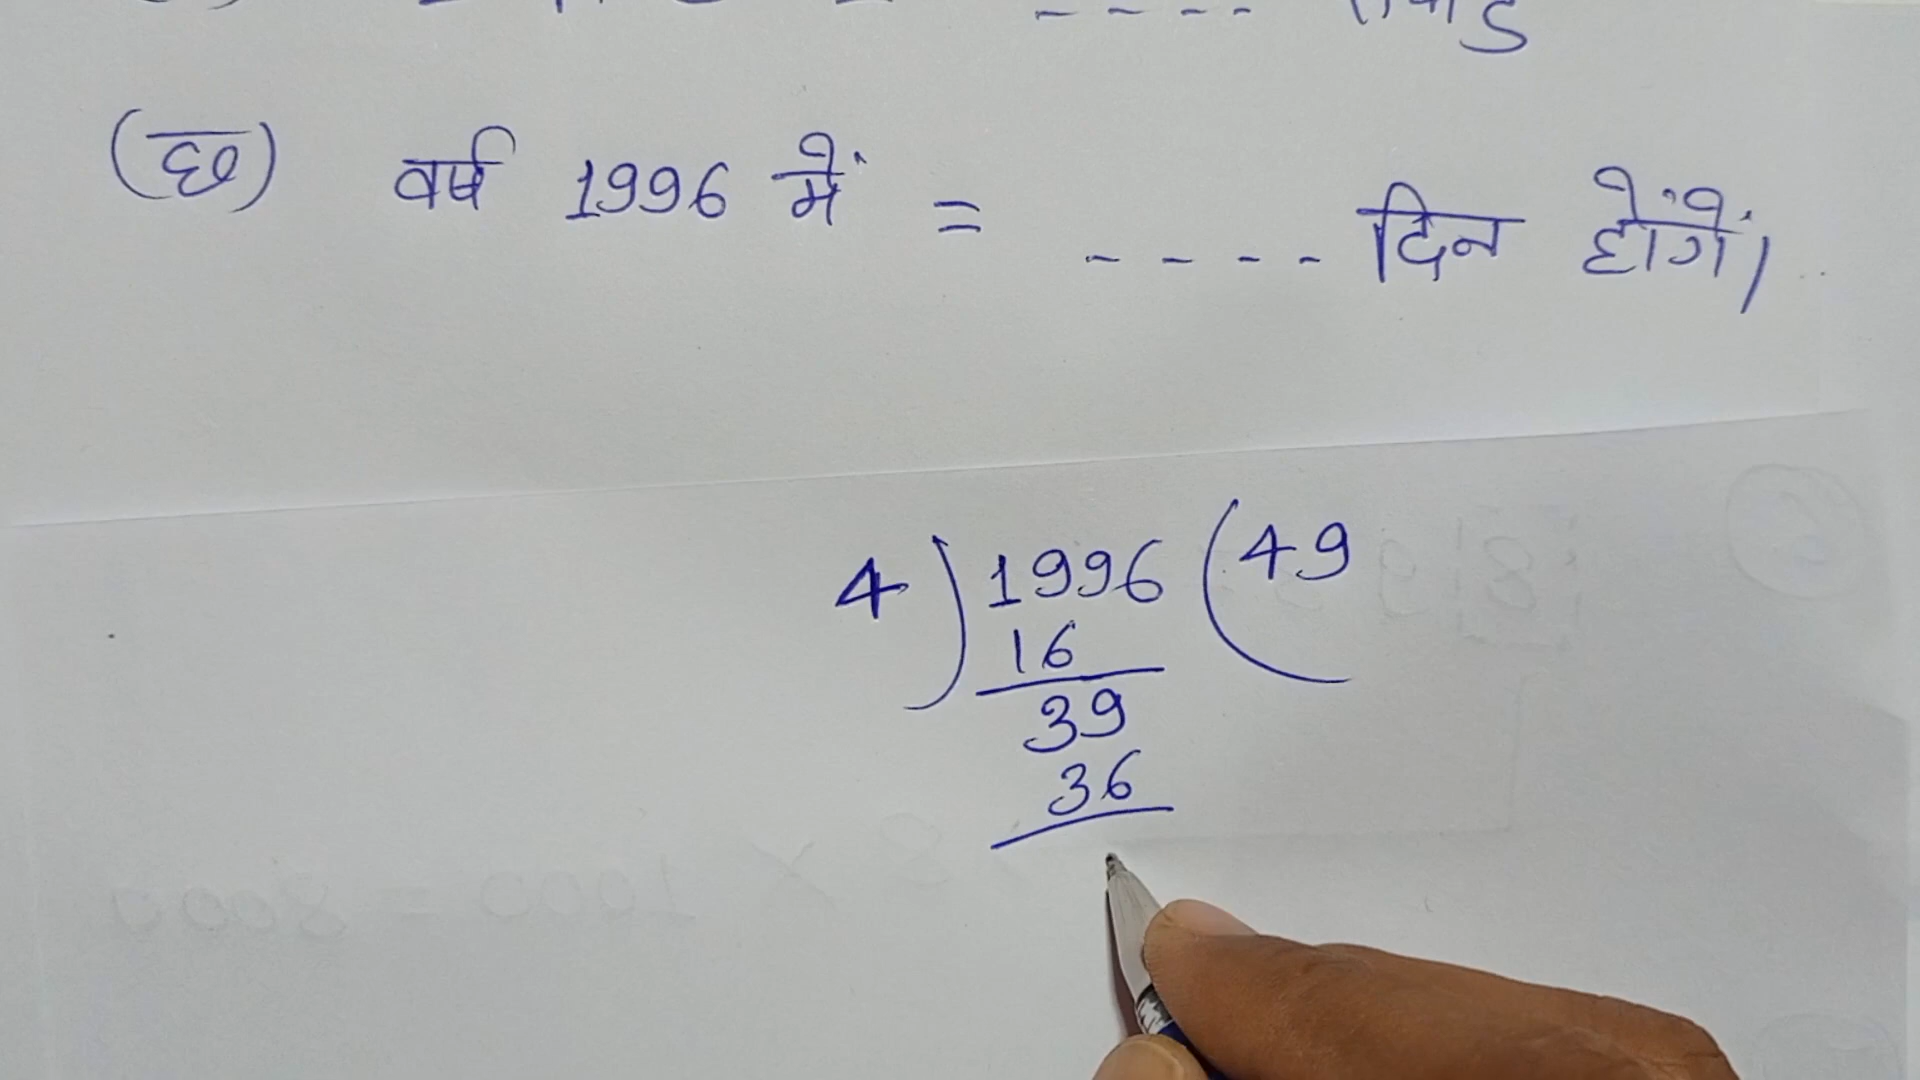 ---- 
(छ) वर्ष 1996 में = ---- दिन होंगें।
4 ) 1996 ( 49
16
39
36